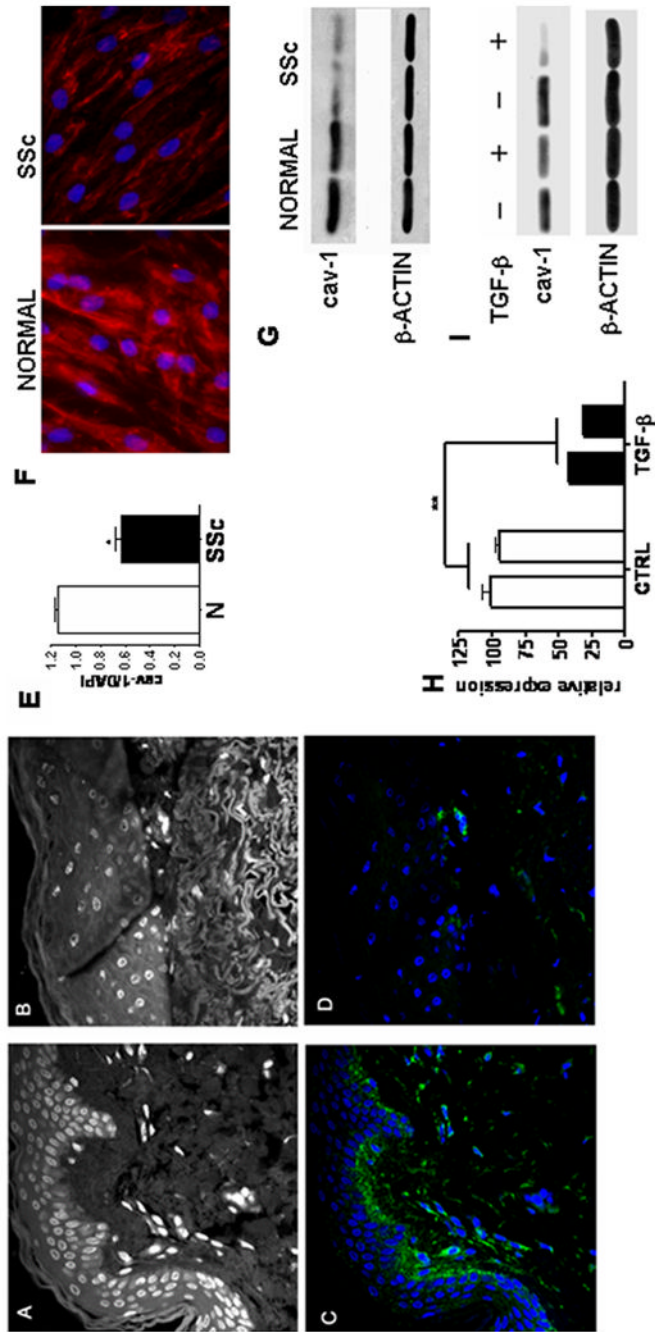 A
B
C
D
E
cav-1/DAPI
1.2
1.0
0.8
0.6
0.4
0.2
0.0
*
N
SSc
F
NORMAL
SSc
G
NORMAL
SSc
cav-1
β-ACTIN
H
relative expression
125
100
75
50
25
0
**
CTRL
TGF-β
I
TGF-β
− + − +
cav-1
β-ACTIN